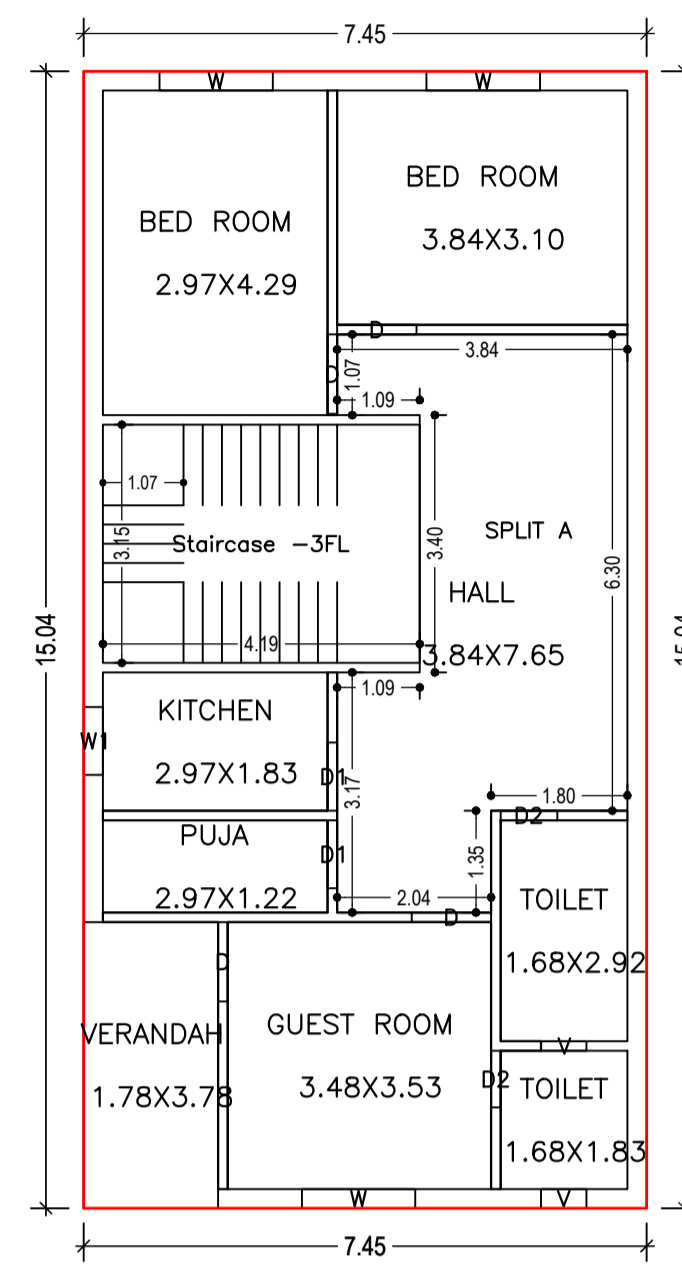 7.45
W
W
BED ROOM
3.84X3.10
BED ROOM
2.97X4.29
D
3.84
D
1.07
1.09
1.07
3.15
Staircase -3FL
3.40
SPLIT A
6.30
HALL
3.84X7.65
15.04
4.19
1.09
KITCHEN
W1
2.97X1.83
D1
3.17
1.80
D2
PUJA
D1
1.35
2.97X1.22
2.04
D
TOILET
1.68X2.92
D
VERANDAH
1.78X3.78
GUEST ROOM
3.48X3.53
V
D2
TOILET
1.68X1.83
W
V
7.45